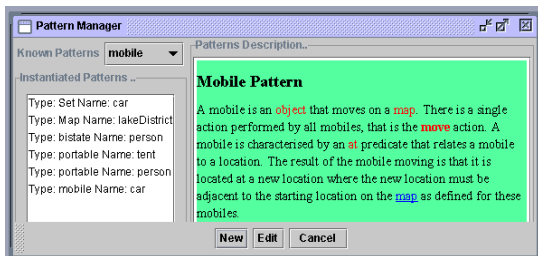 Pattern Manager
Known Patterns mobile
Instantiated Patterns ..
Type: Set Name: car
Type: Map Name: lakeDistrict
Type: bistate Name: person
Type: portable Name: tent
Type: portable Name: person
Type: mobile Name: car
Patterns Description..
Mobile Pattern
A mobile is an object that moves on a map. There is a single
action performed by all mobiles, that is the move action. A
mobile is characterised by an at predicate that relates a mobile
to a location. The result of the mobile moving is that it is
located at a new location where the new location must be
adjacent to the starting location on the map as defined for these
mobiles.
New Edit Cancel